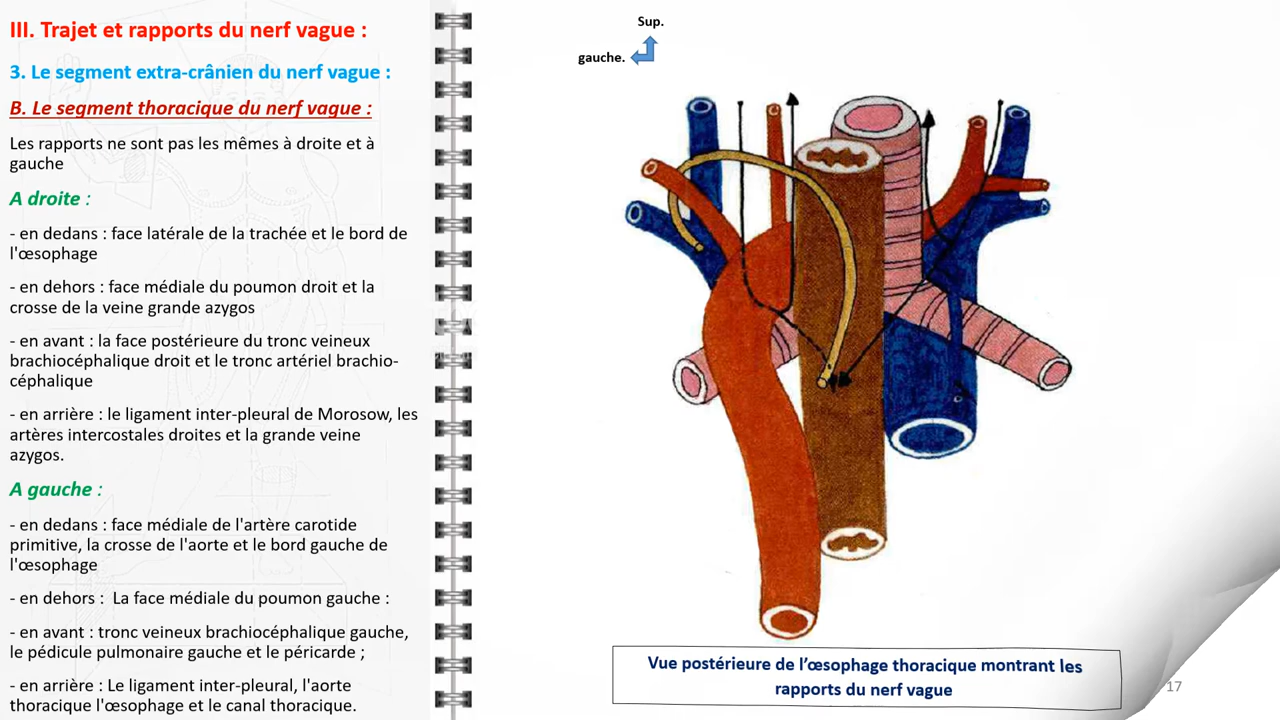 III. Trajet et rapports du nerf vague :
3. Le segment extra-crânien du nerf vague :
B. Le segment thoracique du nerf vague :
Les rapports ne sont pas les mêmes à droite et à
gauche
A droite :
- en dedans : face latérale de la trachée et le bord de
l'œsophage
- en dehors : face médiale du poumon droit et la
crosse de la veine grande azygos
- en avant : la face postérieure du tronc veineux
brachiocéphalique droit et le tronc artériel brachio-
céphalique
- en arrière : le ligament inter-pleural de Morosow, les
artères intercostales droites et la grande veine
azygos.
A gauche :
- en dedans : face médiale de l'artère carotide
primitive, la crosse de l'aorte et le bord gauche de
l'œsophage
- en dehors :  La face médiale du poumon gauche :
- en avant : tronc veineux brachiocéphalique gauche,
le pédicule pulmonaire gauche et le péricarde ;
- en arrière : Le ligament inter-pleural, l'aorte
thoracique l'œsophage et le canal thoracique.
Sup.
gauche.
Vue postérieure de l’œsophage thoracique montrant les
rapports du nerf vague
17